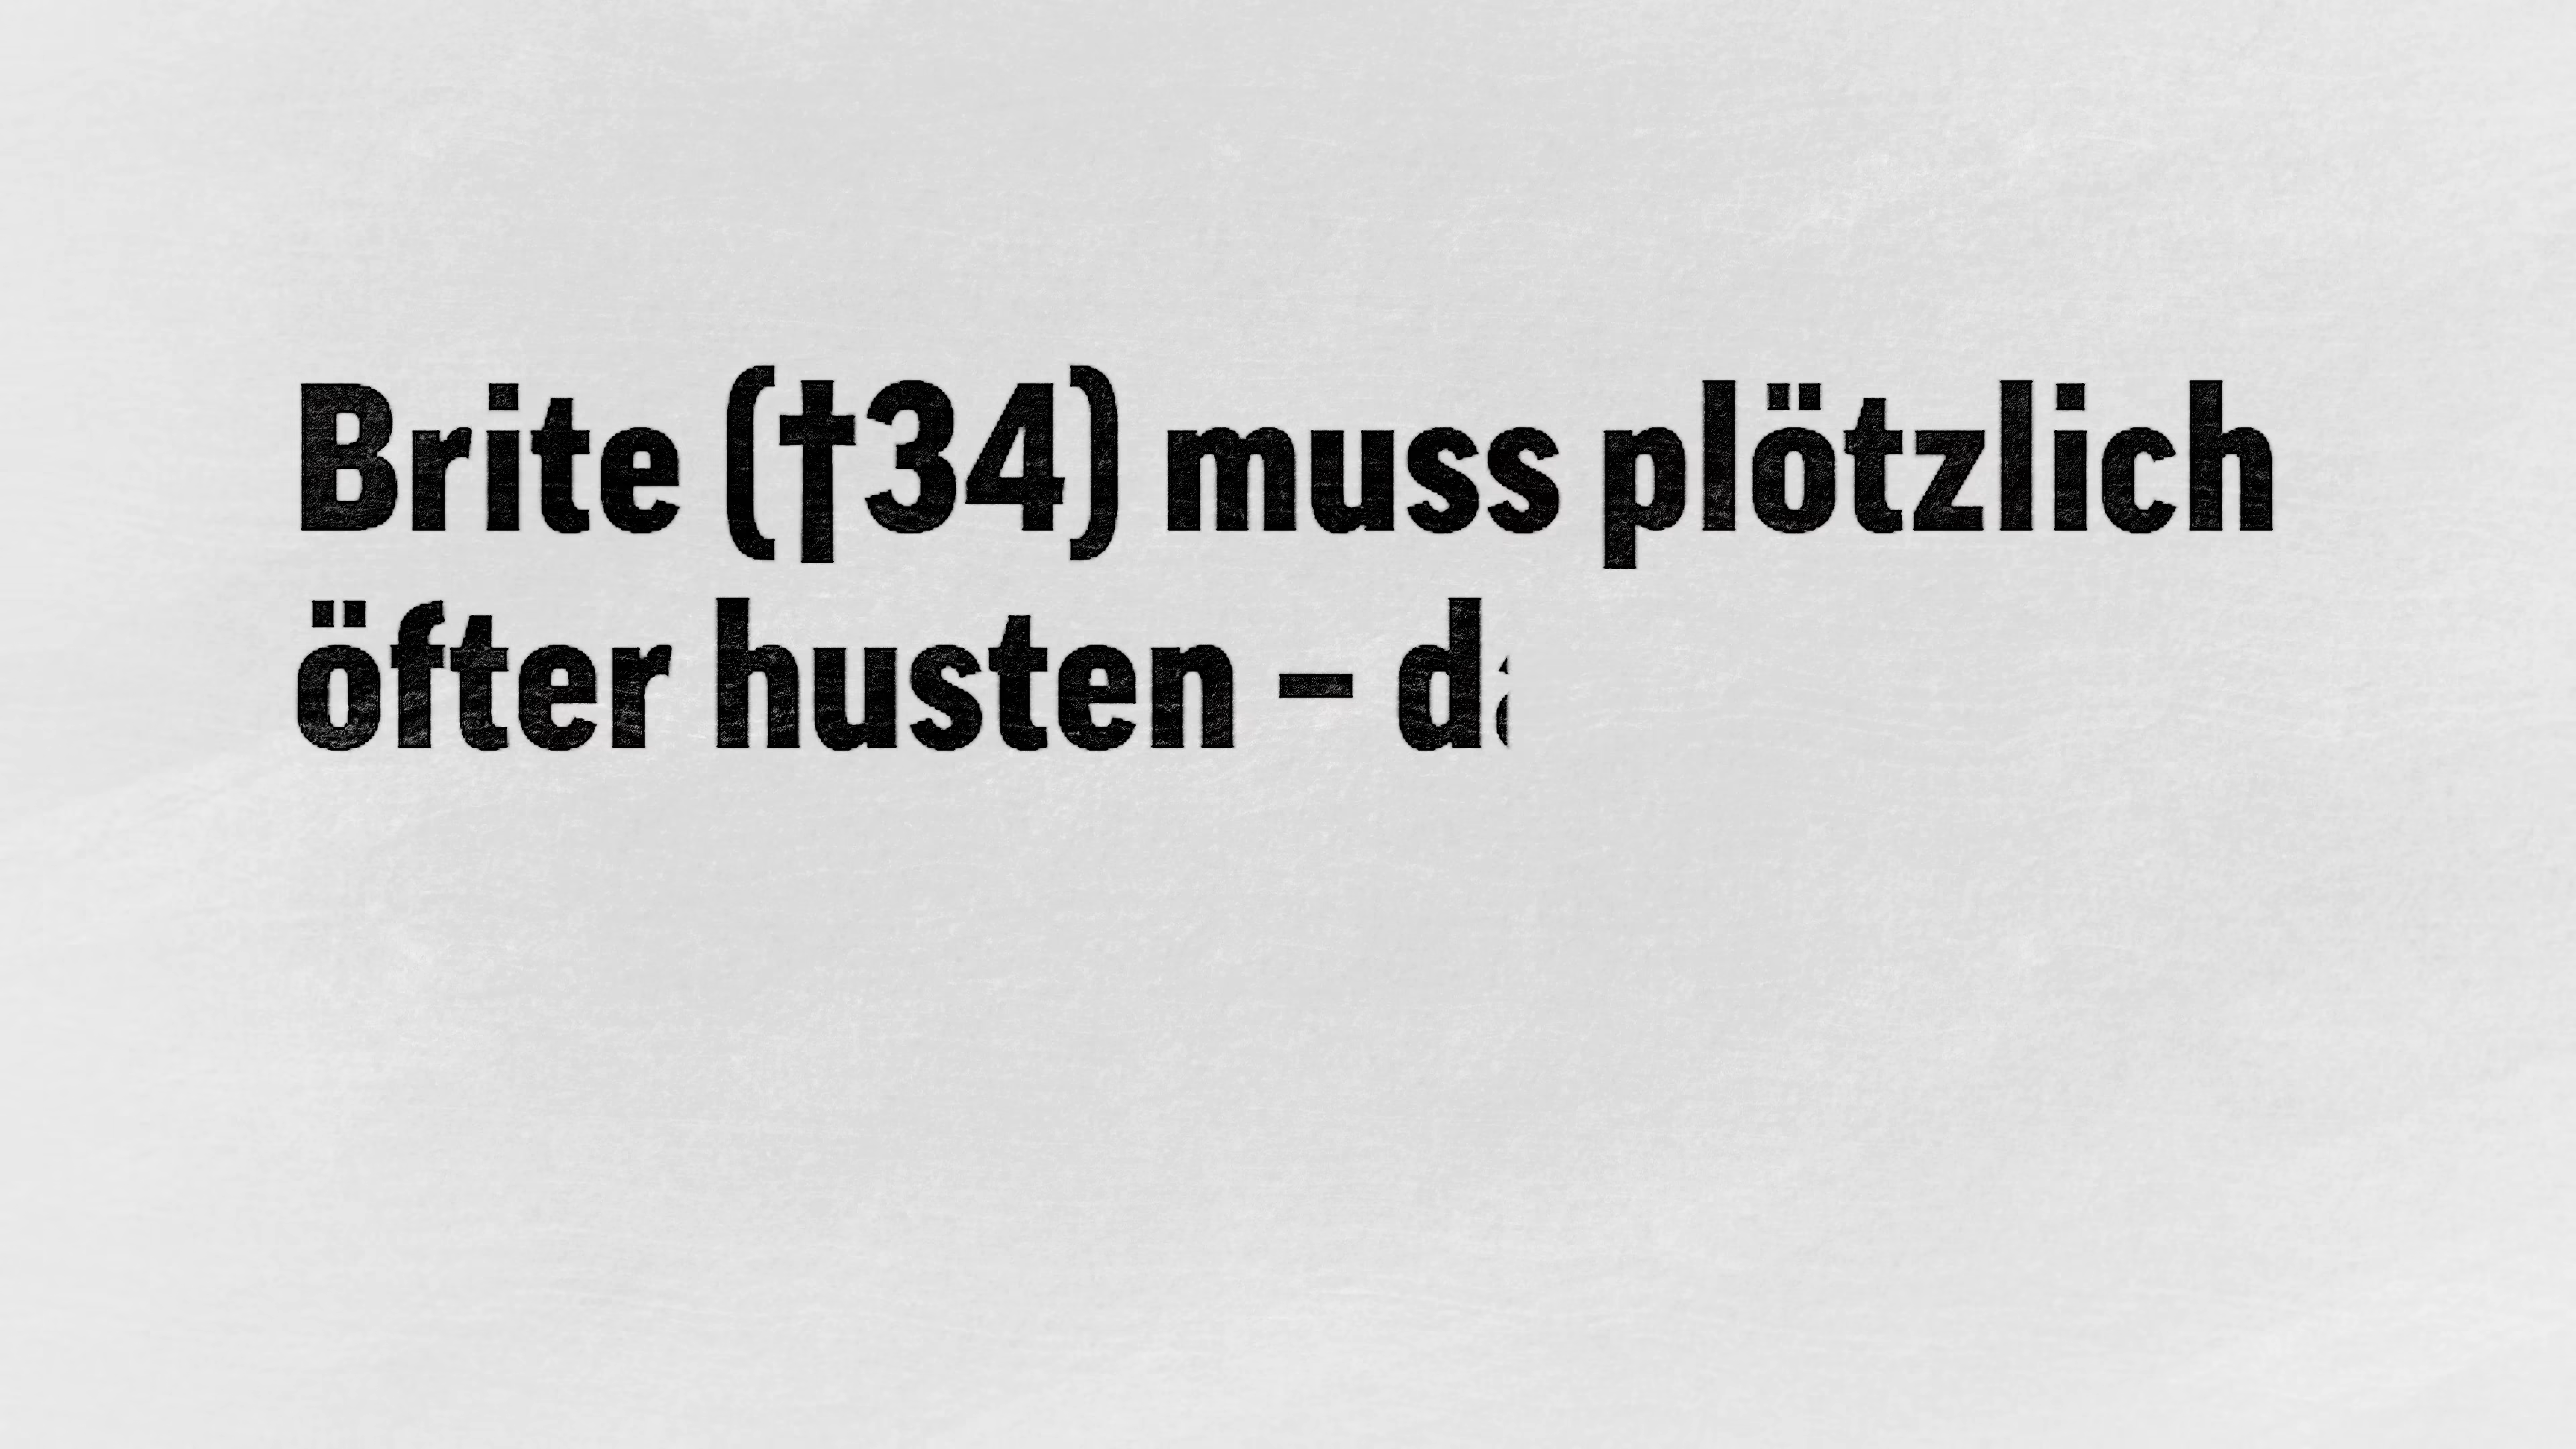 Brite (†34) muss plötzlich
öfter husten –